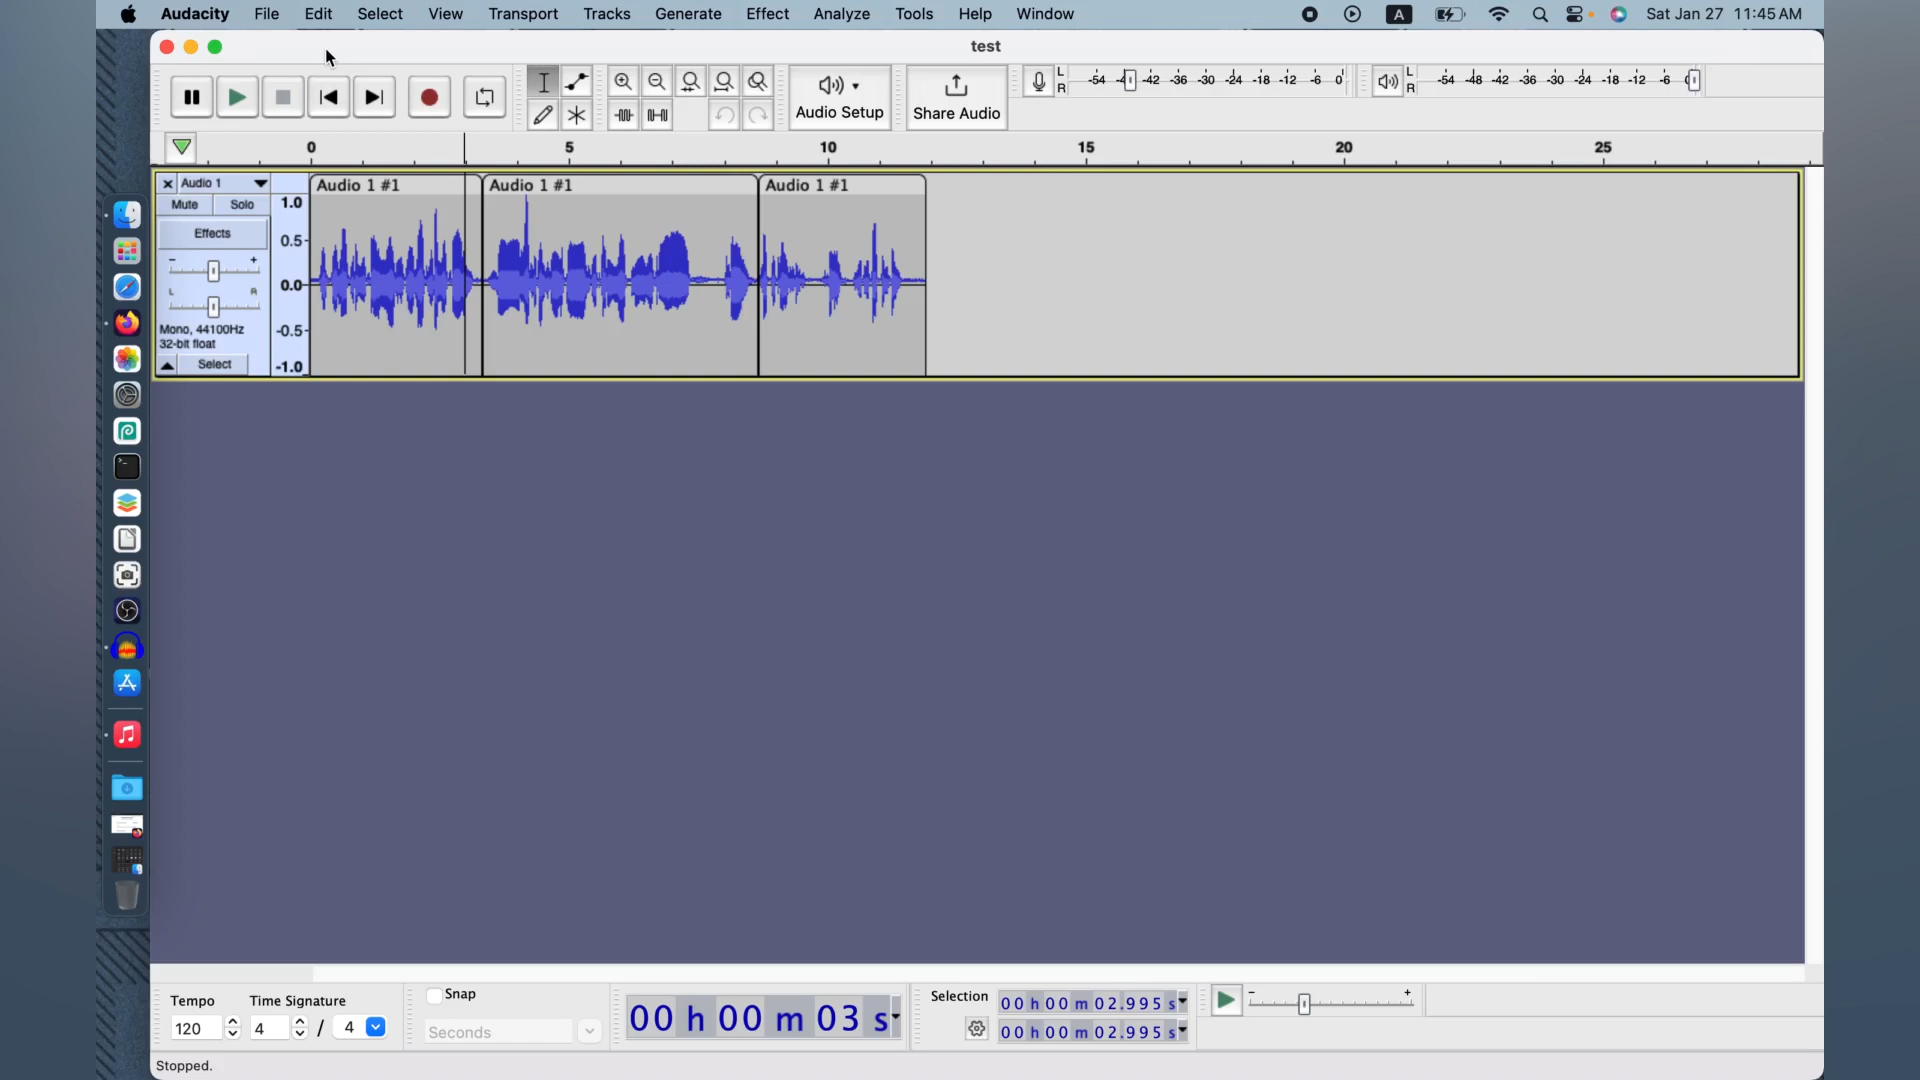 Audacity File Edit Select View Transport Tracks Generate Effect Analyze Tools Help Window A Sat Jan 27 11:45 AM
test
Audio Setup
Share Audio
L R -54 -42 -36 -30 -24 -18 -12 -6 0
L R -54 -48 -42 -36 -30 -24 -18 -12 -6
0 5 10 15 20 25
× Audio 1
Mute Solo
Effects
- +
L R
Mono, 44100Hz
32-bit float
Select
1.0
0.5
0.0
-0.5
-1.0
Audio 1 #1 Audio 1 #1 Audio 1 #1
Tempo Time Signature
120 4 / 4
Snap
Seconds
00 h 00 m 03 s
Selection 00 h 00 m 02.995 s
00 h 00 m 02.995 s
- +
Stopped.